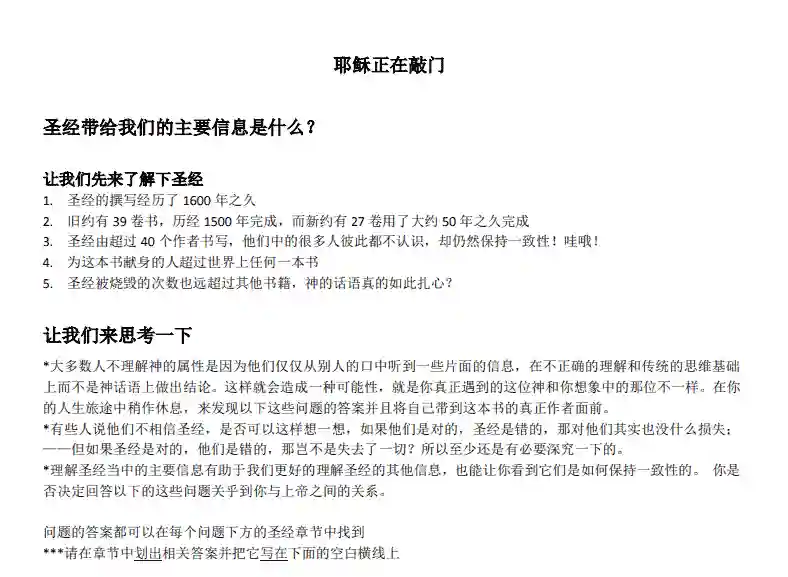 耶稣正在敲门
圣经带给我们的主要信息是什么？
让我们先来了解下圣经
1. 圣经的撰写经历了 1600 年之久
2. 旧约有 39 卷书，历经 1500 年完成，而新约有 27 卷用了大约 50 年之久完成
3. 圣经由超过 40 个作者书写，他们中的很多人彼此都不认识，却仍然保持一致性！哇哦！
4. 为这本书献身的人超过世界上任何一本书
5. 圣经被烧毁的次数也远超过其他书籍，神的话语真的如此扎心？
让我们来思考一下
*大多数人不理解神的属性是因为他们仅仅从别人的口中听到一些片面的信息，在不正确的理解和传统的思维基础
上而不是神话语上做出结论。这样就会造成一种可能性，就是你真正遇到的这位神和你想象中的那位不一样。在你
的人生旅途中稍作休息，来发现以下这些问题的答案并且将自己带到这本书的真正作者面前。
*有些人说他们不相信圣经，是否可以这样想一想，如果他们是对的，圣经是错的，那对他们其实也没什么损失；
——但如果圣经是对的，他们是错的，那岂不是失去了一切？所以至少还是有必要深究一下的。
*理解圣经当中的主要信息有助于我们更好的理解圣经的其他信息，也能让你看到它们是如何保持一致性的。 你是
否决定回答以下的这些问题关乎到你与上帝之间的关系。
问题的答案都可以在每个问题下方的圣经章节中找到
***请在章节中划出相关答案并把它写在下面的空白横线上